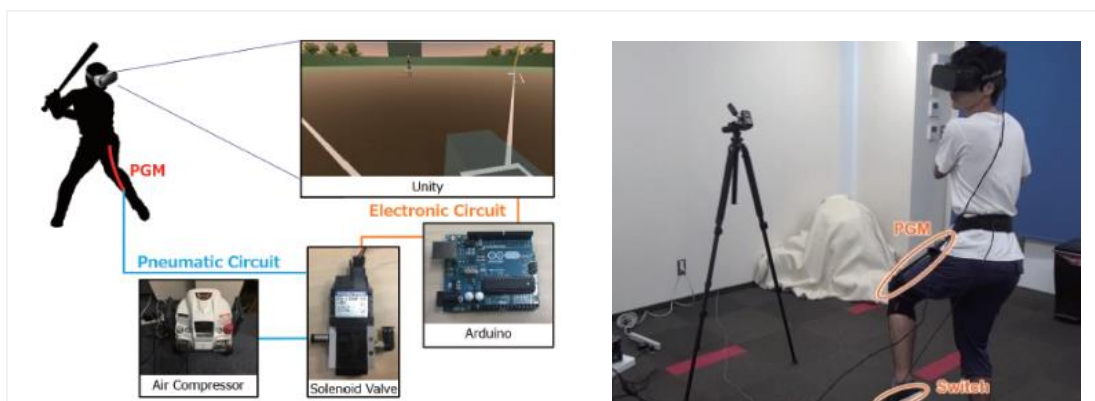 PGM
Unity
Electronic Circuit
Pneumatic Circuit
Arduino
Air Compressor
Solenoid Valve
PGM
Switch